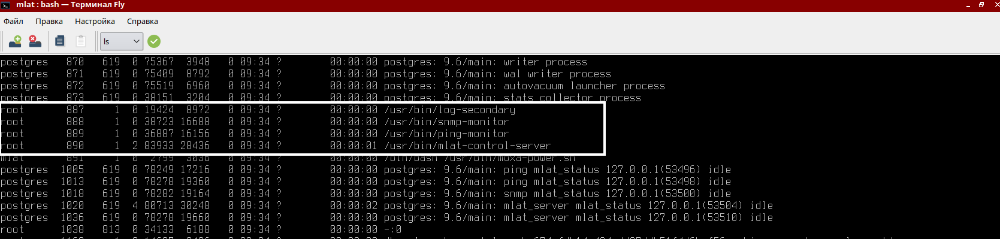 mlat : bash — Терминал Fly
Файл Правка Настройка Справка
ls
postgres 870 619 0 75367 3948 0 09:34 ? 00:00:00 postgres: 9.6/main: writer process
postgres 871 619 0 75409 8792 0 09:34 ? 00:00:00 postgres: 9.6/main: wal writer process
postgres 872 619 0 75519 6960 0 09:34 ? 00:00:00 postgres: 9.6/main: autovacuum launcher process
postgres 873 619 0 38151 3204 0 09:34 ? 00:00:00 postgres: 9.6/main: stats collector process
root 887 1 0 19424 8972 0 09:34 ? 00:00:00 /usr/bin/log-secondary
root 888 1 0 38723 16688 0 09:34 ? 00:00:00 /usr/bin/snmp-monitor
root 889 1 0 36887 16156 0 09:34 ? 00:00:00 /usr/bin/ping-monitor
root 890 1 2 83933 28436 0 09:34 ? 00:00:01 /usr/bin/mlat-control-server
mlat 891 1 0 2799 3036 0 09:34 ? 00:00:00 /bin/bash /usr/bin/moxa-power.sh
postgres 1005 619 0 78249 17216 0 09:34 ? 00:00:00 postgres: 9.6/main: ping mlat_status 127.0.0.1(53496) idle
postgres 1013 619 0 78278 19360 0 09:34 ? 00:00:00 postgres: 9.6/main: ping mlat_status 127.0.0.1(53498) idle
postgres 1018 619 0 78282 19164 0 09:34 ? 00:00:00 postgres: 9.6/main: snmp mlat_status 127.0.0.1(53500) idle
postgres 1020 619 4 80713 30248 0 09:34 ? 00:00:02 postgres: 9.6/main: mlat_server mlat_status 127.0.0.1(53504) idle
postgres 1036 619 0 78278 19660 0 09:34 ? 00:00:00 postgres: 9.6/main: mlat_server mlat_status 127.0.0.1(53510) idle
root 1038 813 0 34133 6188 0 09:34 ? 00:00:00 -:0